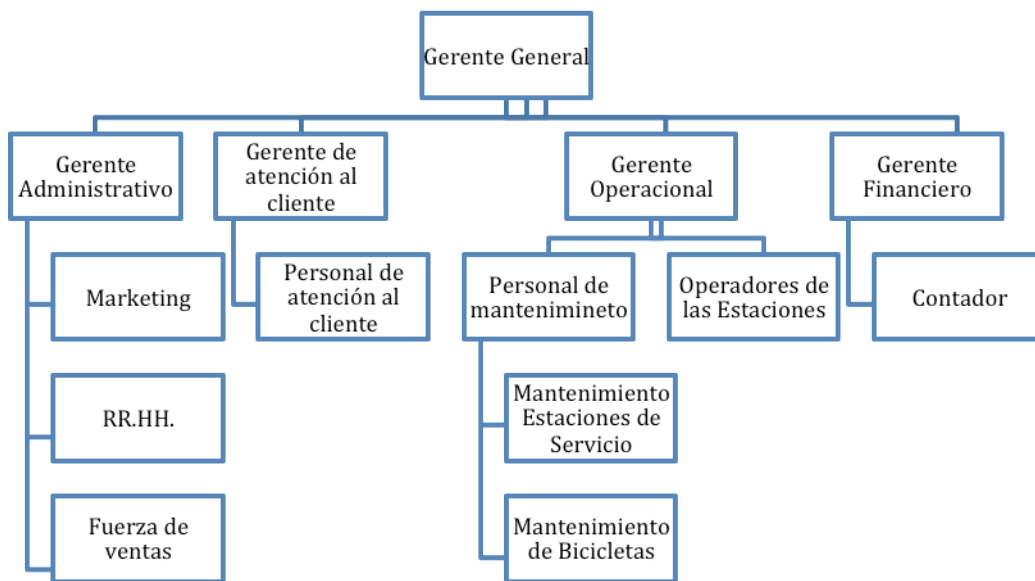 Gerente General
Gerente
Administrativo
Gerente de
atención al
cliente
Gerente
Operacional
Gerente
Financiero
Marketing
Personal de
atención al
cliente
Personal de
mantenimineto
Operadores de
las Estaciones
Contador
RR.HH.
Mantenimiento
Estaciones de
Servicio
Fuerza de
ventas
Mantenimiento
de Bicicletas